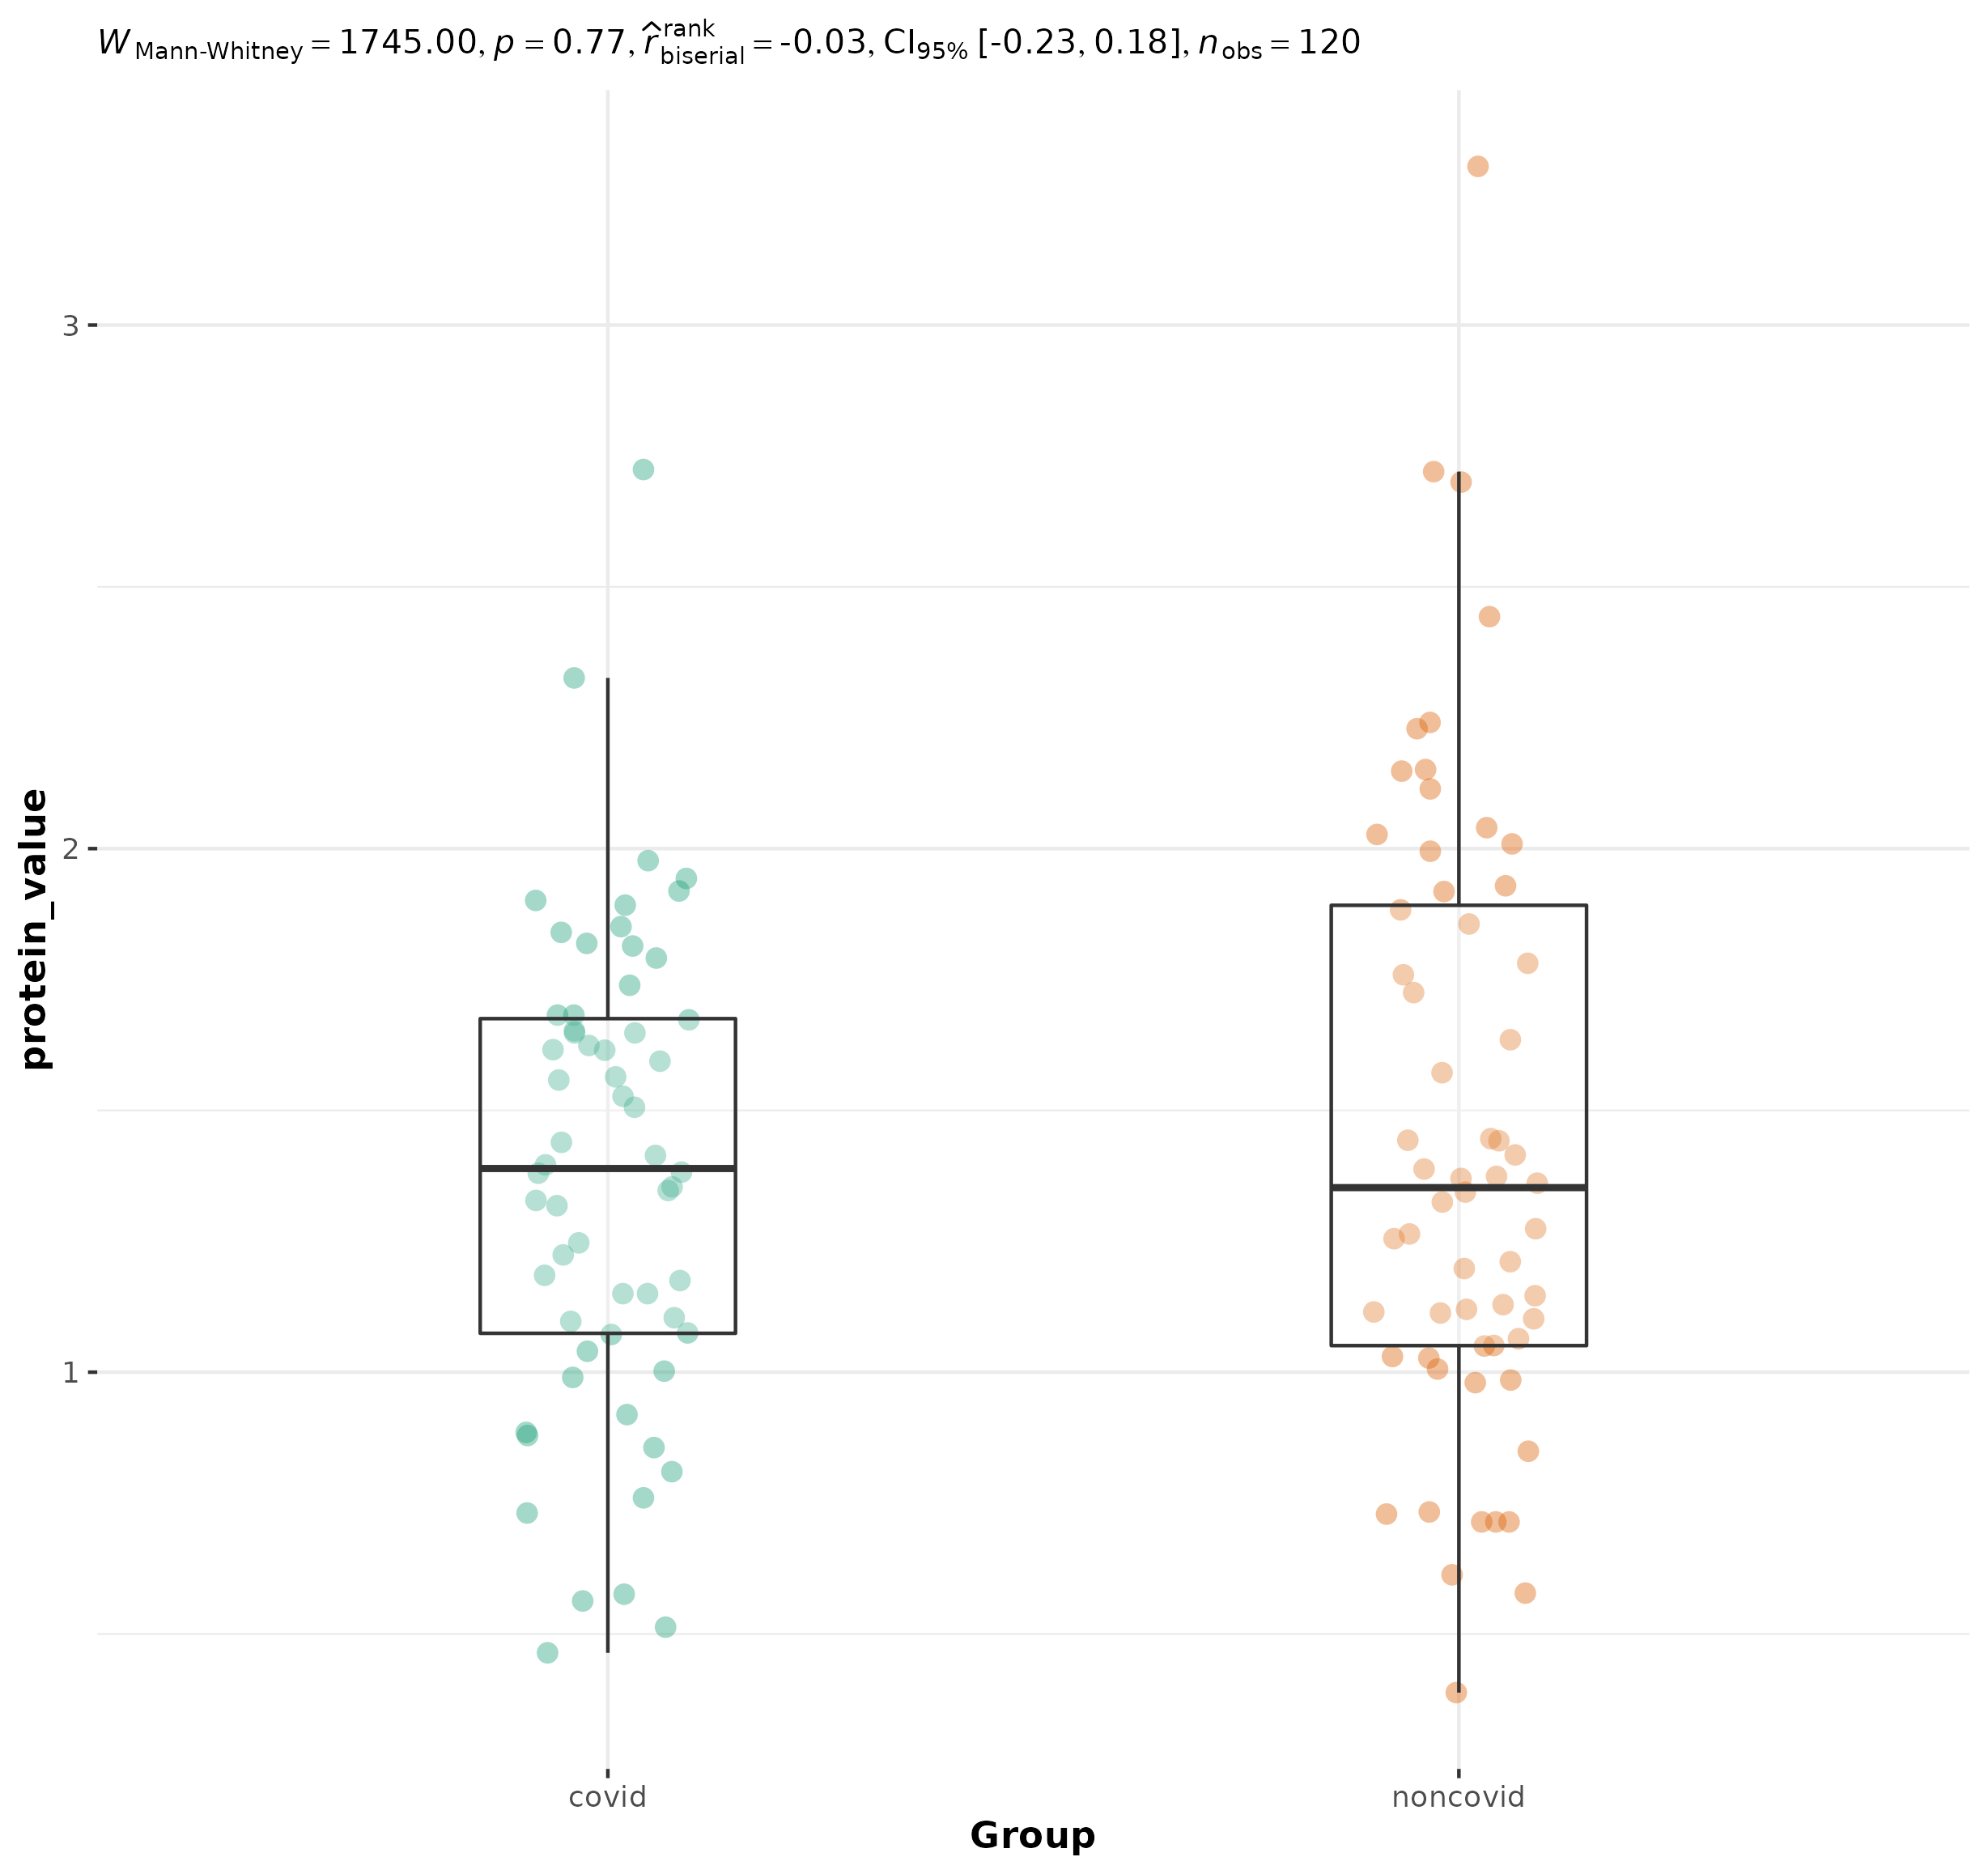 W Mann-Whitney = 1745.00, p = 0.77, r̂ rank biserial = -0.03, CI95% [-0.23, 0.18], nobs = 120
protein_value
3
2
1
covid noncovid
Group